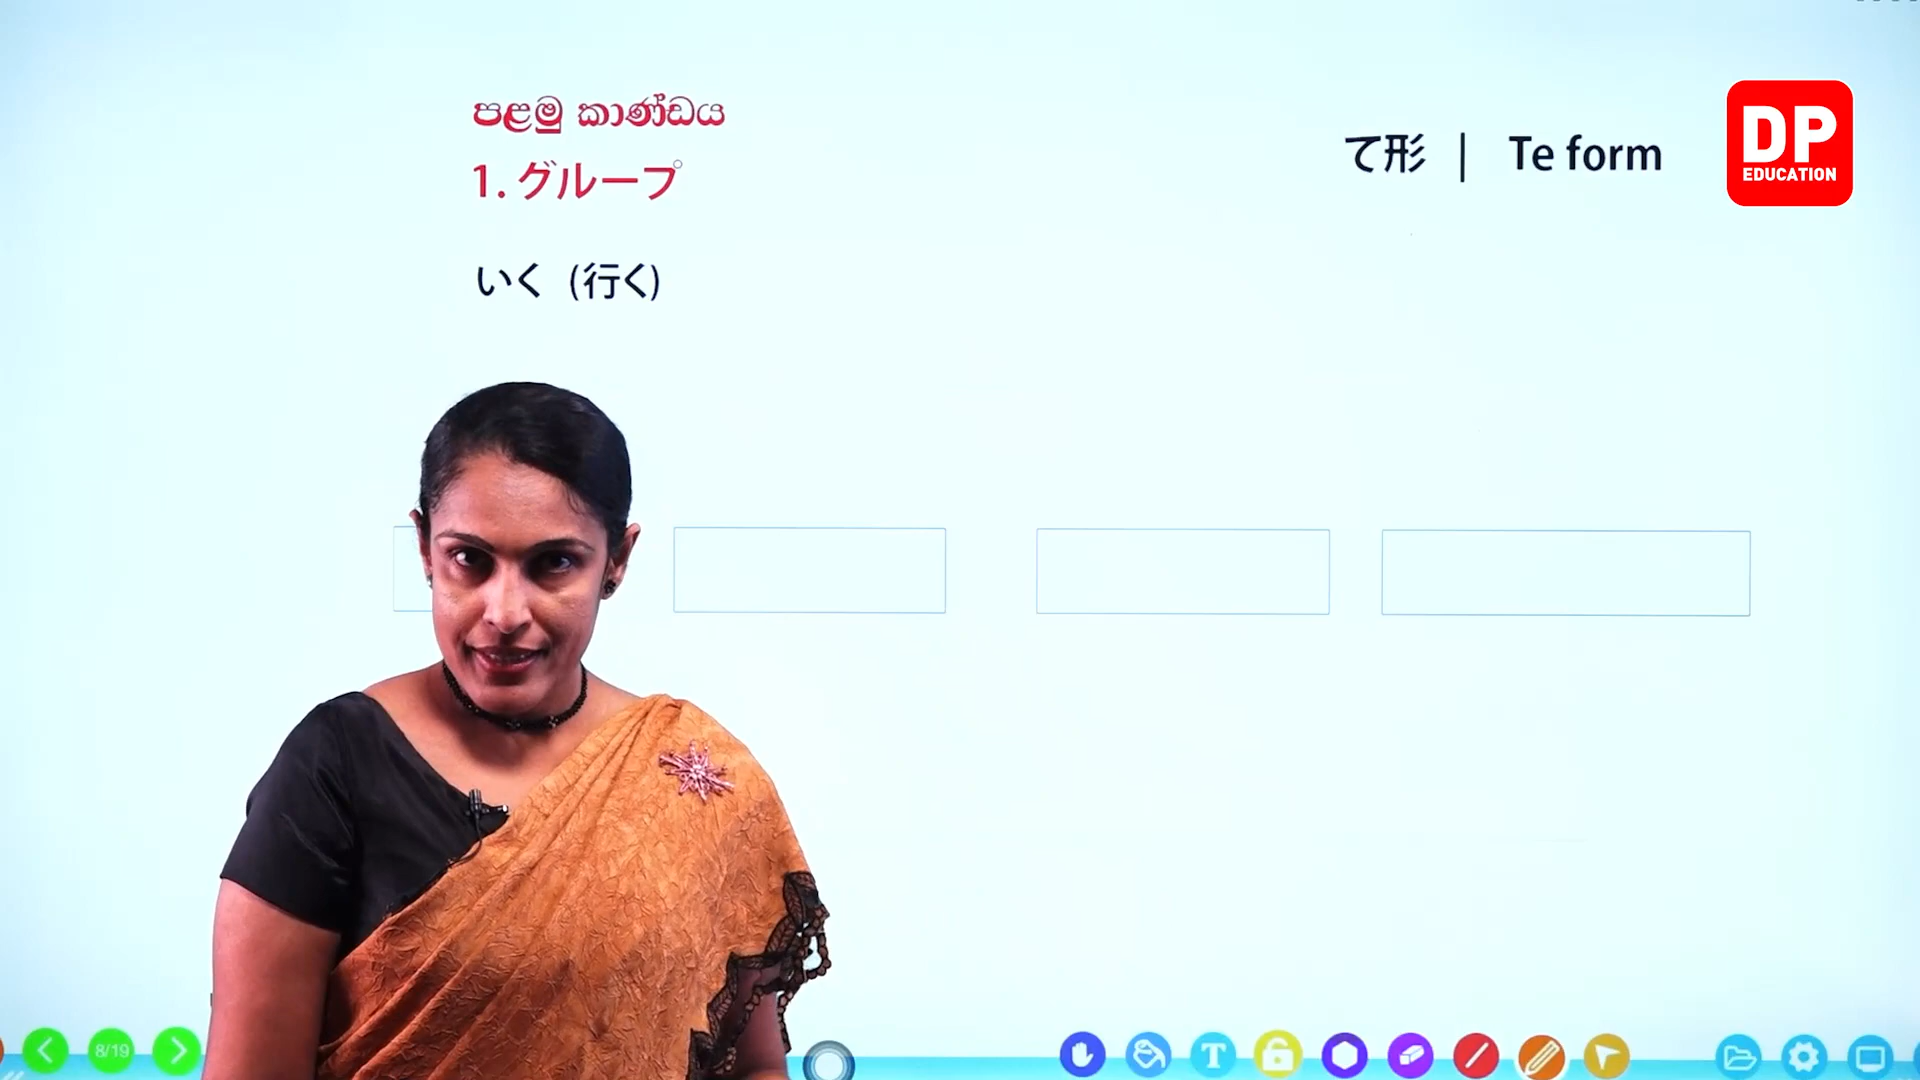 පළමු කාණ්ඩය
1. グループ
て形 | Te form
DP
EDUCATION
いく (行く)
8/19
T